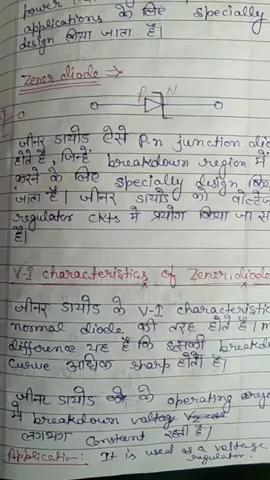 power
applications के लिए specially
design किया जाता है।
Zener diode ⇒
P N
जीनर डायोड ऐसे P-n junction
होते है, जिन्हें breakdown region में
करने के लिए specially design
जाता है। जीनर डायोड को
regulator CKTS में प्रयोग किया जा
है।
V-I characteristics of Zener diode
जीनर डायोड के V-I
normal diode की तरह होते है।
difference यह है कि इसकी
curve अधिक sharp होती है।
जीनर डायोड के operating
में breakdown voltage
लगभग constant रहती है।
Application: It is used as a voltage
regulator.